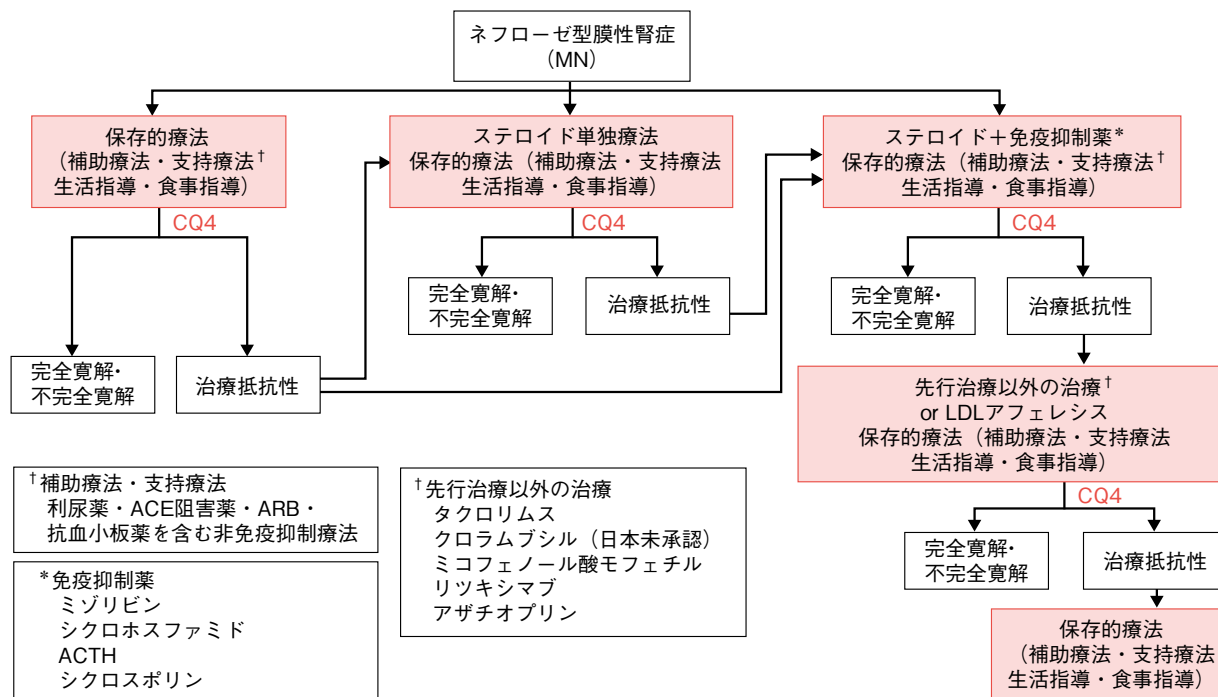 ネフローゼ型膜性腎症
（MN）
保存的療法
（補助療法・支持療法†
生活指導・食事指導）
ステロイド単独療法
保存的療法（補助療法・支持療法
生活指導・食事指導）
ステロイド＋免疫抑制薬*
保存的療法（補助療法・支持療法†
生活指導・食事指導）
CQ4
CQ4
CQ4
完全寛解・
不完全寛解
治療抵抗性
完全寛解・
不完全寛解
治療抵抗性
完全寛解・
不完全寛解
治療抵抗性
先行治療以外の治療†
or LDLアフェレシス
保存的療法（補助療法・支持療法
生活指導・食事指導）
CQ4
完全寛解・
不完全寛解
治療抵抗性
保存的療法
（補助療法・支持療法
生活指導・食事指導）
†補助療法・支持療法
利尿薬・ACE阻害薬・ARB・
抗血小板薬を含む非免疫抑制療法
*免疫抑制薬
ミゾリビン
シクロホスファミド
ACTH
シクロスポリン
†先行治療以外の治療
タクロリムス
クロラムブシル（日本未承認）
ミコフェノール酸モフェチル
リツキシマブ
アザチオプリン